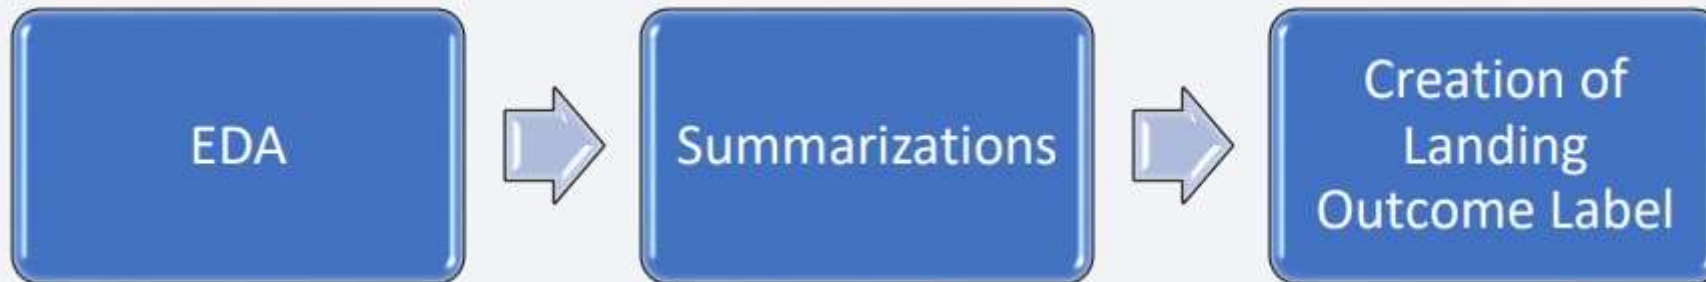 EDA
Summarizations
Creation of
Landing
Outcome Label